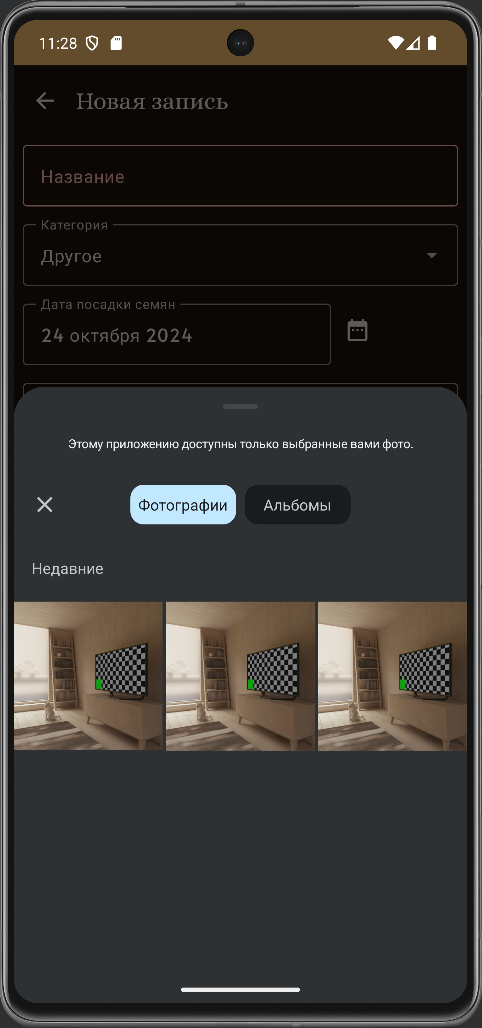 11:28
Новая запись
Название
Категория
Другое
Дата посадки семян
24 октября 2024
Этому приложению доступны только выбранные вами фото.
Фотографии
Альбомы
Недавние